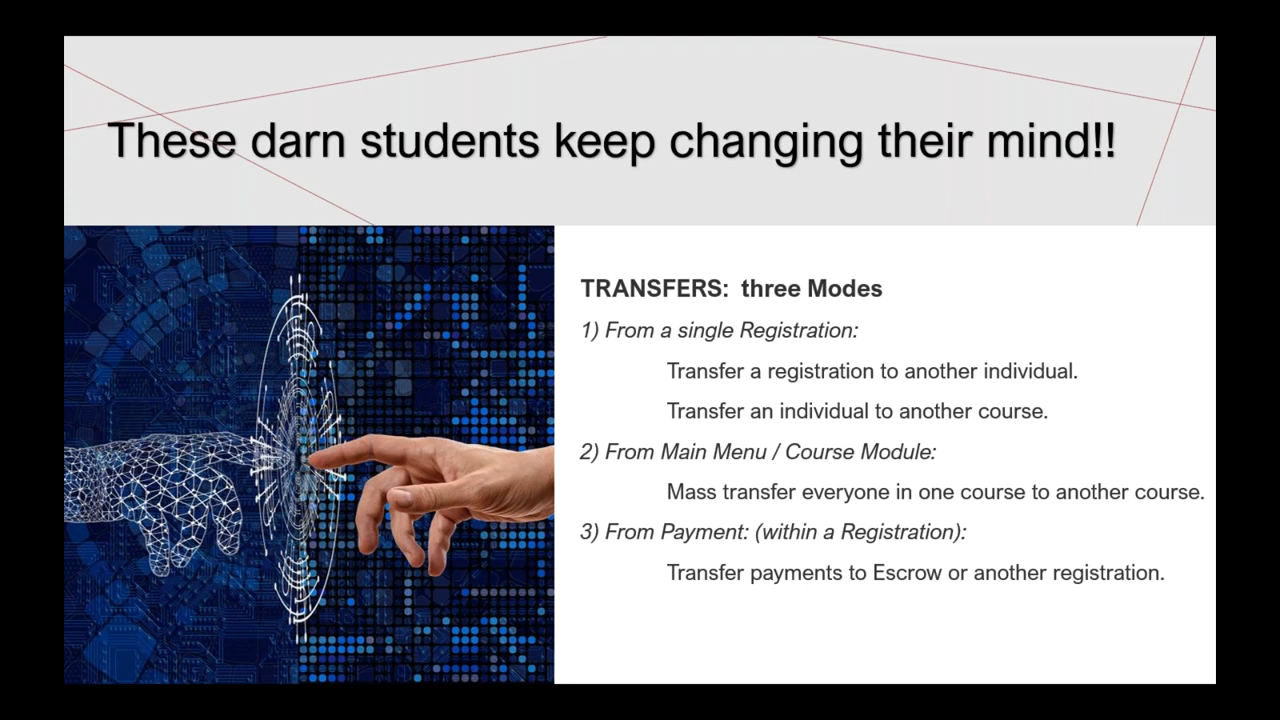 These darn students keep changing their mind!!
TRANSFERS:  three Modes
1) From a single Registration:
Transfer a registration to another individual.
Transfer an individual to another course.
2) From Main Menu / Course Module:
Mass transfer everyone in one course to another course.
3) From Payment: (within a Registration):
Transfer payments to Escrow or another registration.